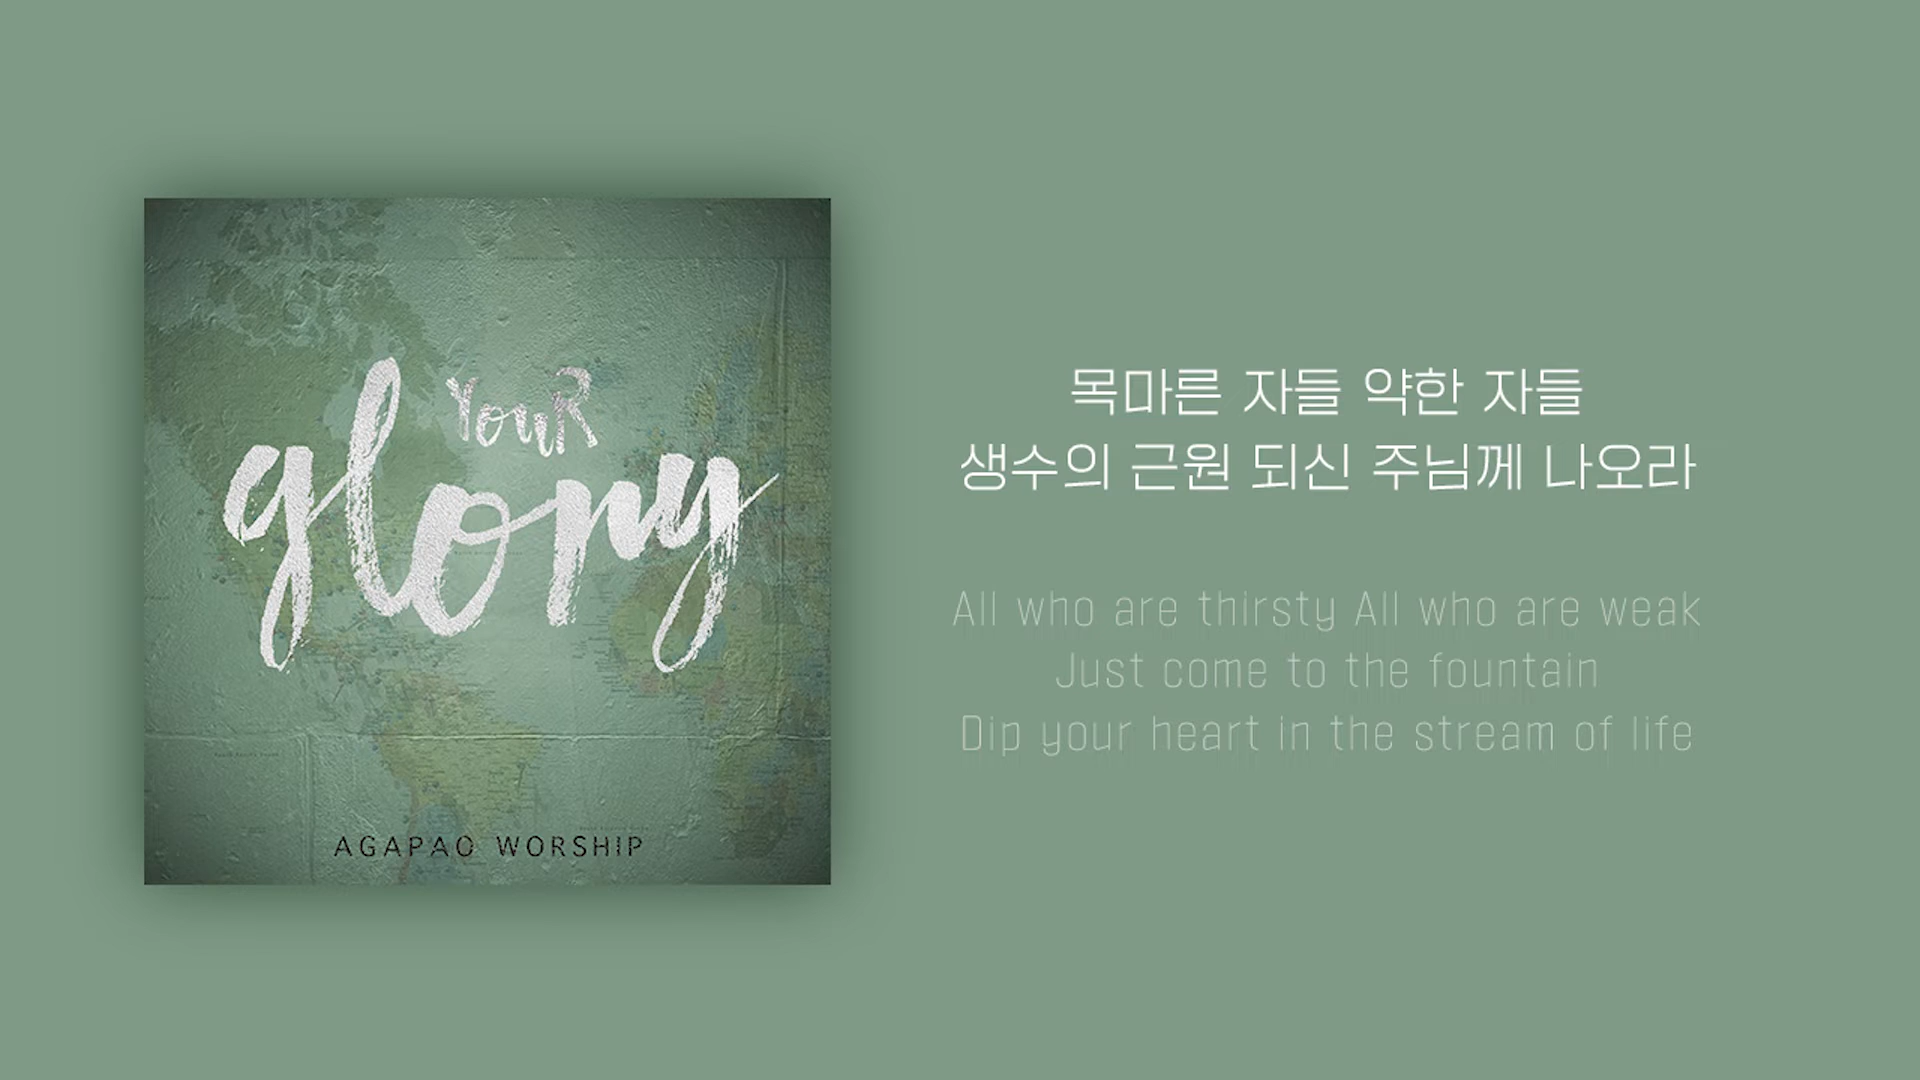 YouR
glory
AGAPAO WORSHIP
목마른 자들 약한 자들
생수의 근원 되신 주님께 나오라
All who are thirsty All who are weak
Just come to the fountain
Dip your heart in the stream of life